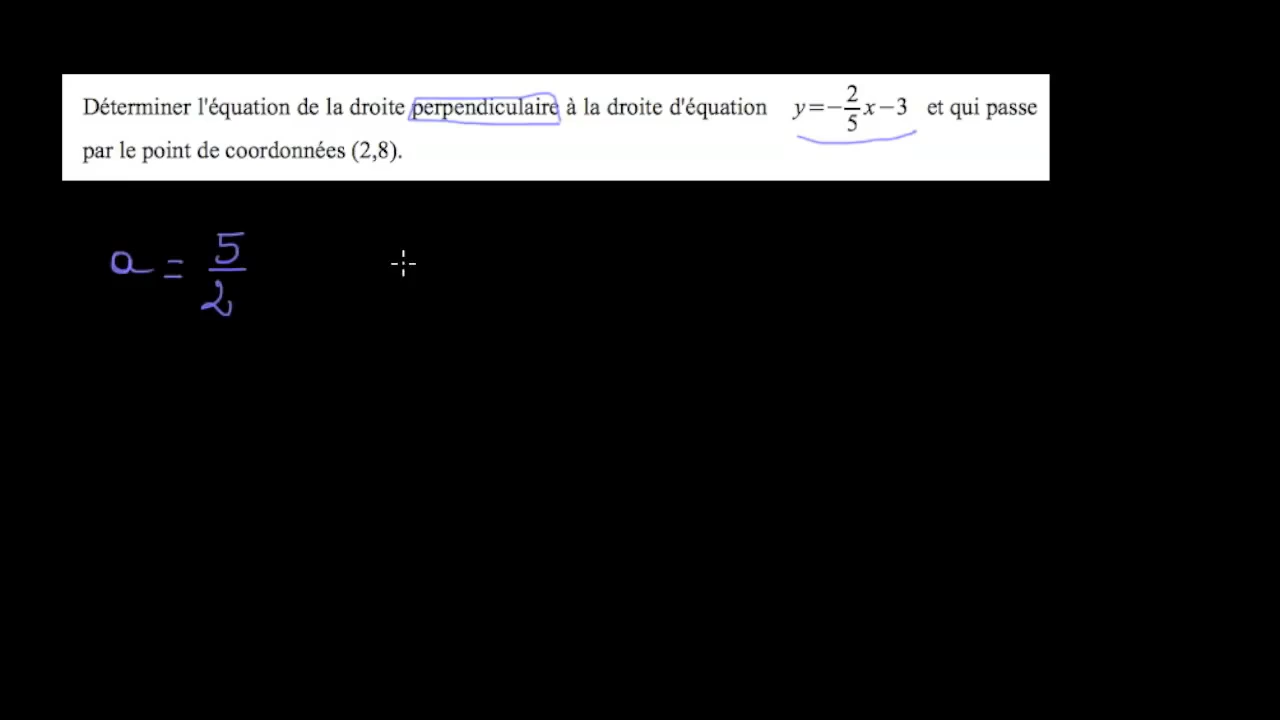 Déterminer l'équation de la droite perpendiculaire à la droite d'équation y=−2/5x−3 et qui passe
par le point de coordonnées (2,8).
a = 5/2